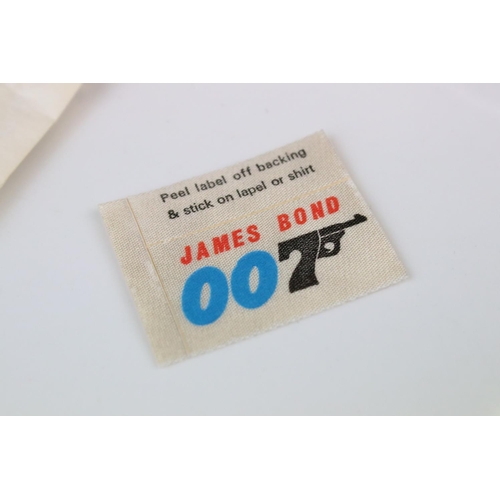 Peel label off backing
& stick on lapel or shirt
JAMES BOND
007